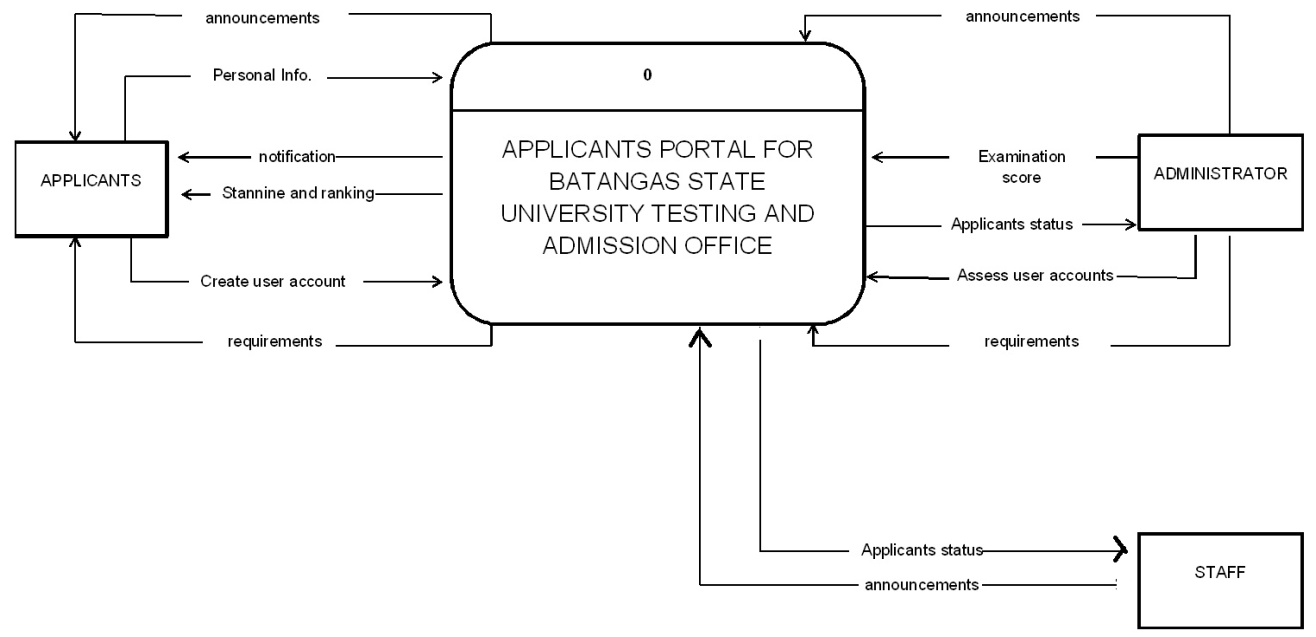 announcements
announcements
Personal Info.
0
APPLICANTS PORTAL FOR
BATANGAS STATE
UNIVERSITY TESTING AND
ADMISSION OFFICE
notification
Examination
score
APPLICANTS
ADMINISTRATOR
Stannine and ranking
Applicants status
Create user account
Assess user accounts
requirements
requirements
Applicants status
STAFF
announcements